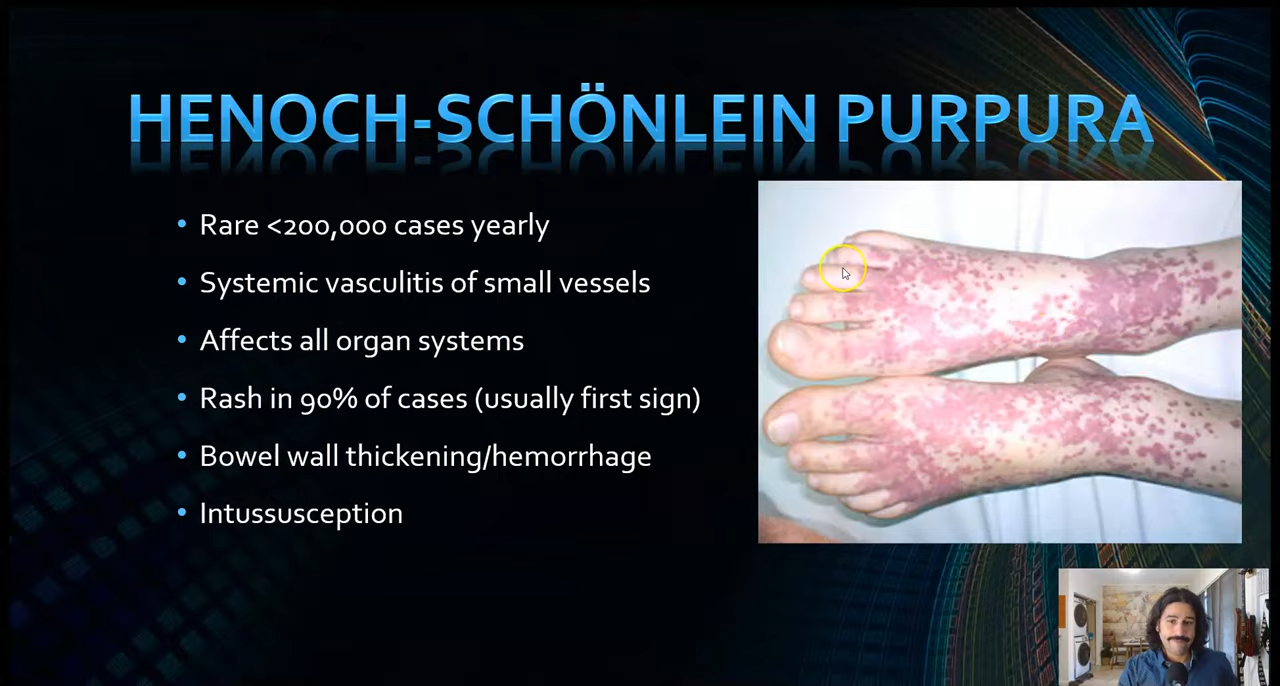 HENOCH-SCHÖNLEIN PURPURA
• Rare <200,000 cases yearly
• Systemic vasculitis of small vessels
• Affects all organ systems
• Rash in 90% of cases (usually first sign)
• Bowel wall thickening/hemorrhage
• Intussusception